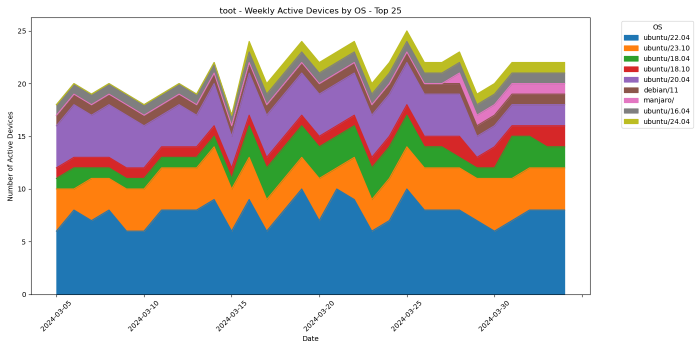 toot - Weekly Active Devices by OS - Top 25
Number of Active Devices
25
20
15
10
5
0
2024-03-05
2024-03-10
2024-03-15
2024-03-20
2024-03-25
2024-03-30
Date
OS
ubuntu/22.04
ubuntu/23.10
ubuntu/18.04
ubuntu/18.10
ubuntu/20.04
debian/11
manjaro/
ubuntu/16.04
ubuntu/24.04